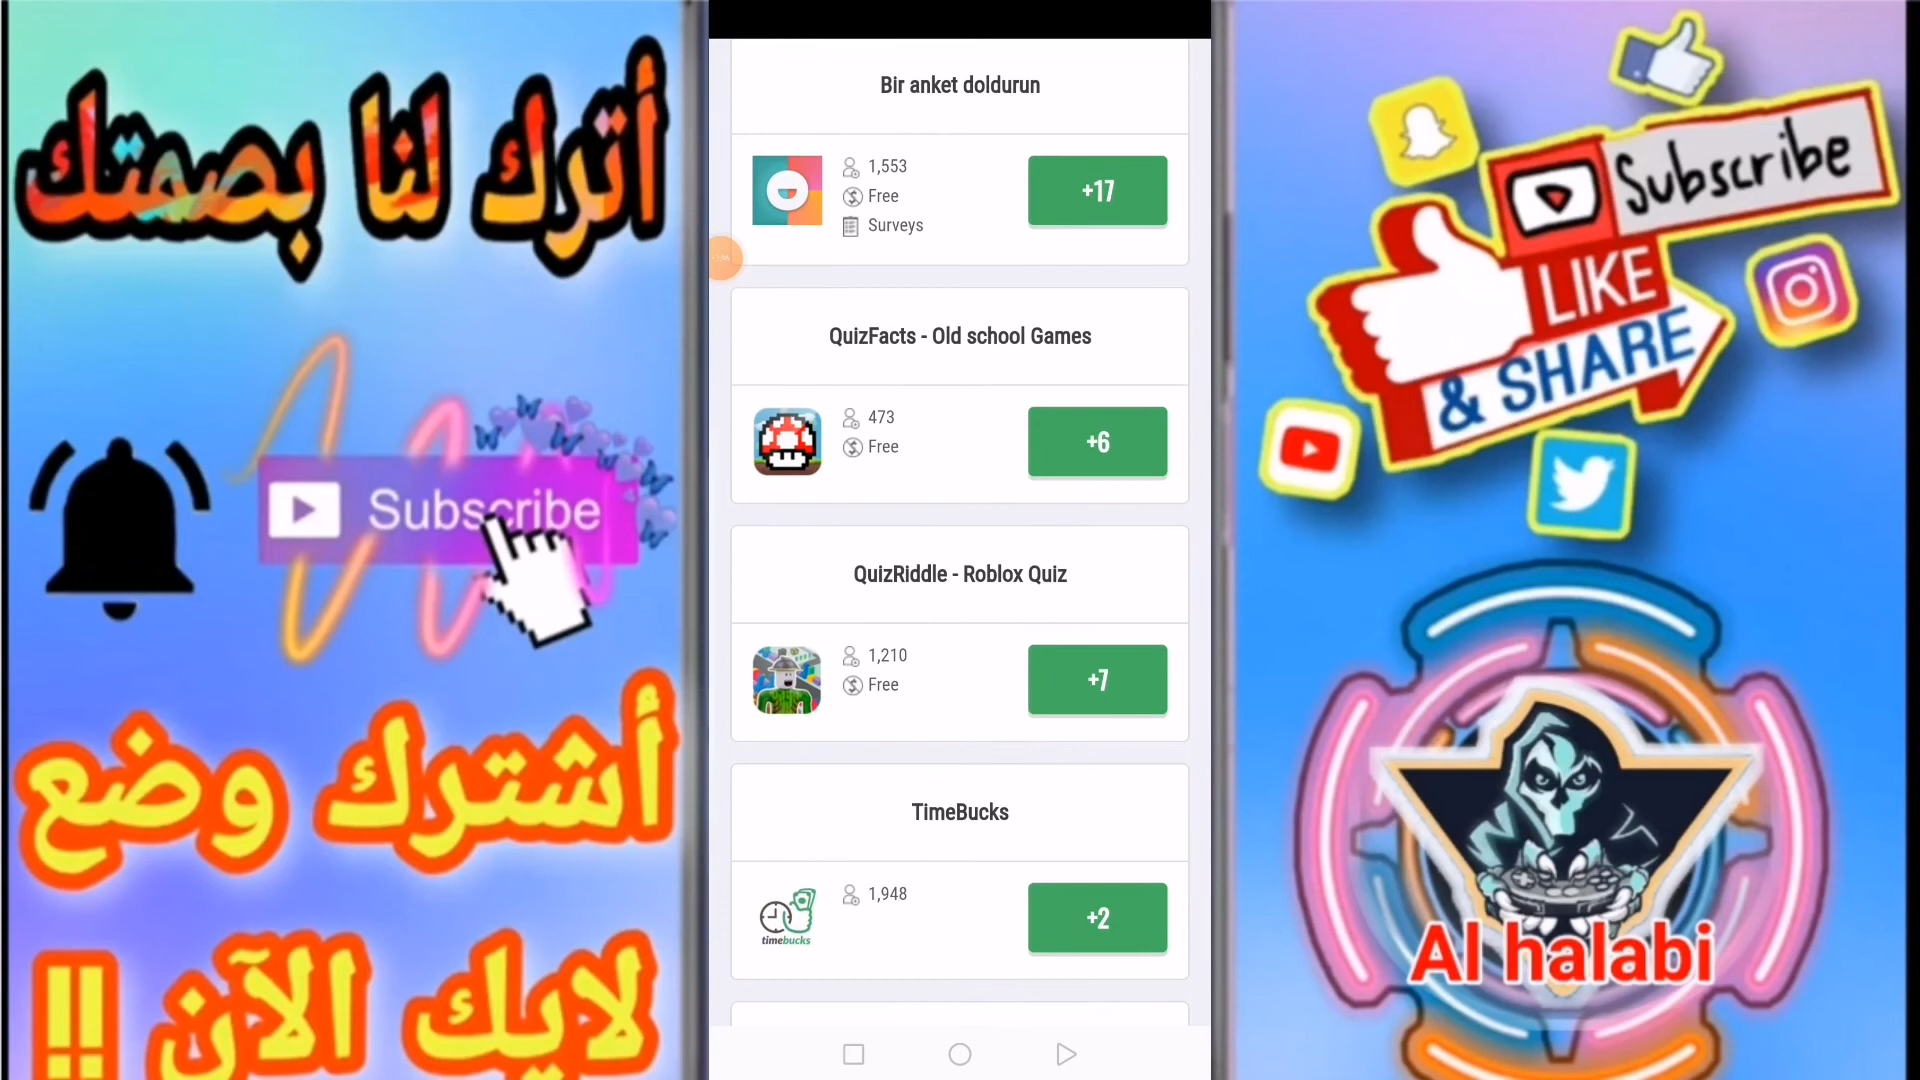 أترك لنا بصمتك
Subscribe
أشترك وضع
لايك الآن !!
Bir anket doldurun
1,553
Free
Surveys
+17
QuizFacts - Old school Games
473
Free
+6
QuizRiddle - Roblox Quiz
1,210
Free
+7
TimeBucks
timebucks
1,948
+2
Subscribe
LIKE
& SHARE
Al halabi